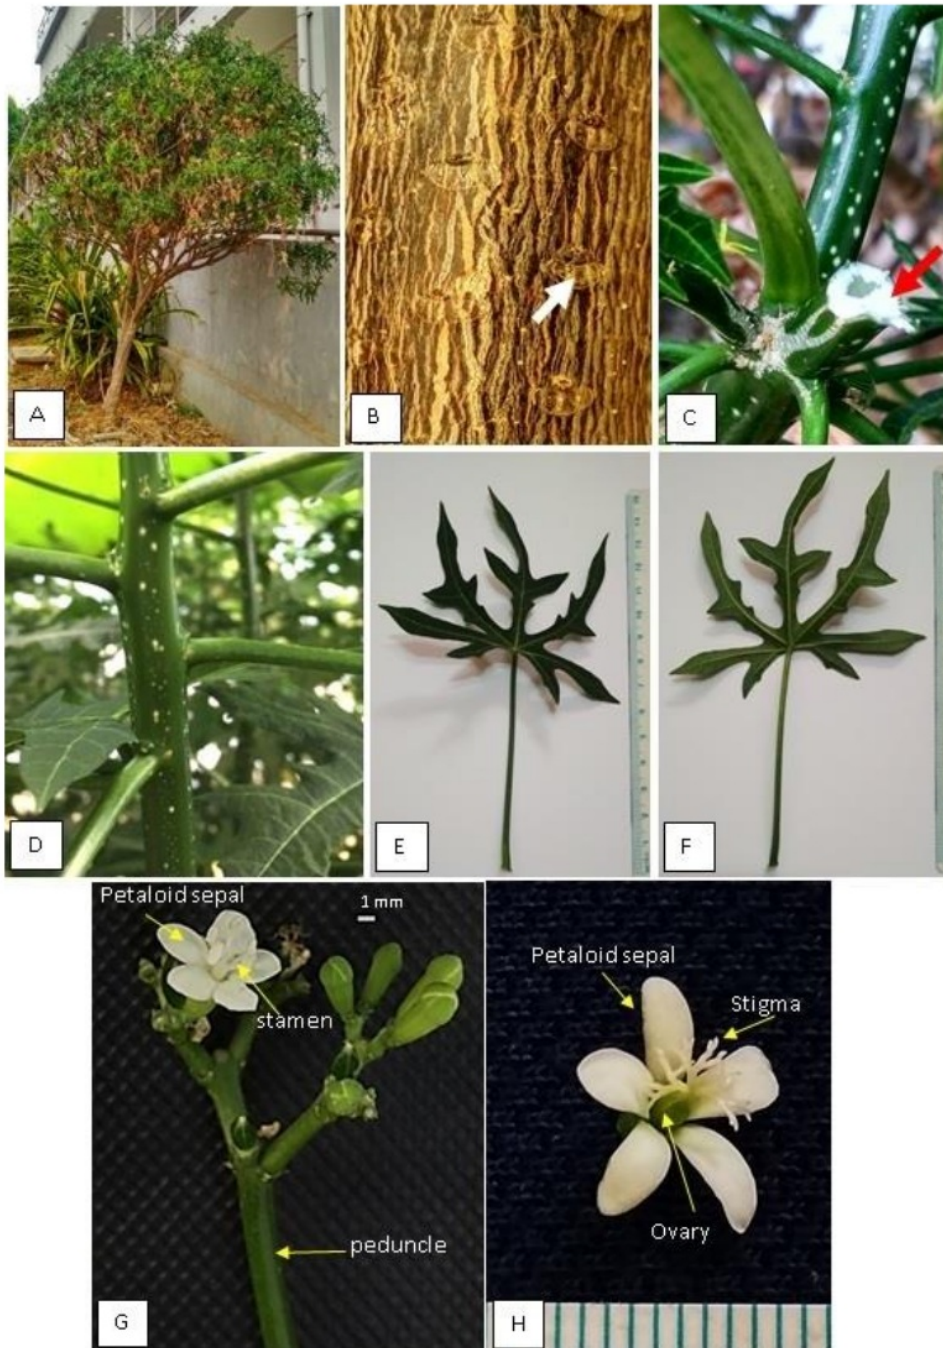 A
B
C
D
E
F
Petaloid sepal
1 mm
stamen
peduncle
G
Petaloid sepal
Stigma
Ovary
H